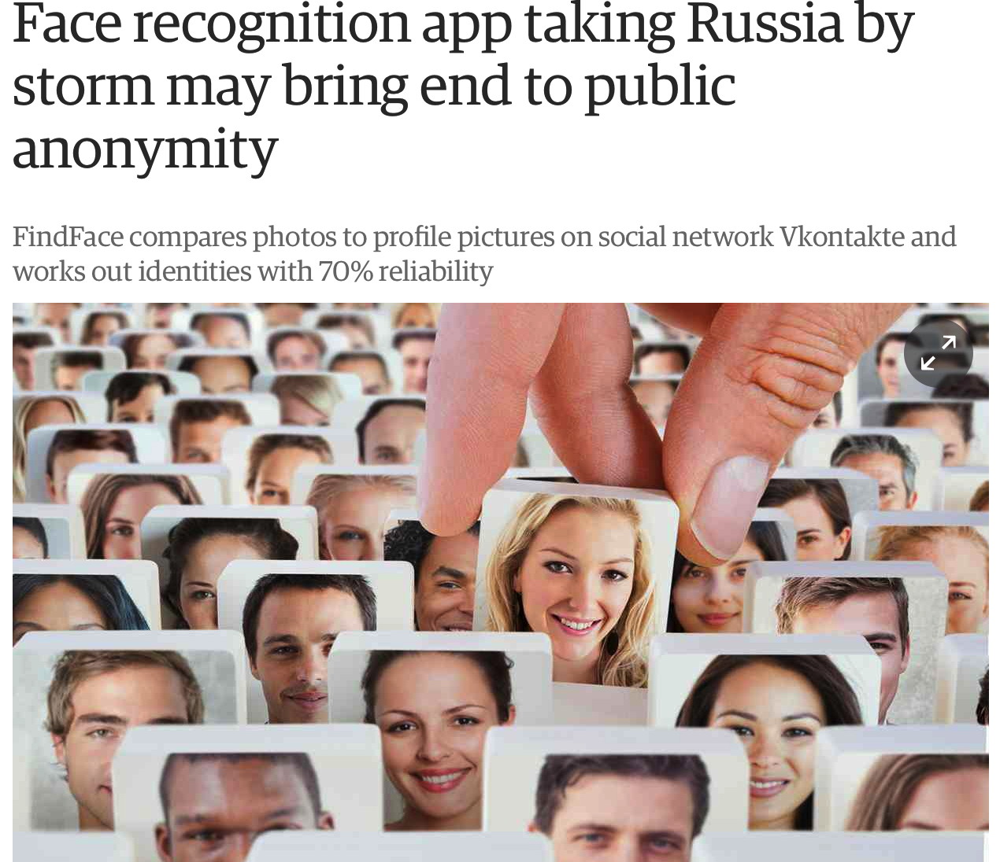 Face recognition app taking Russia by
storm may bring end to public
anonymity
FindFace compares photos to profile pictures on social network Vkontakte and
works out identities with 70% reliability